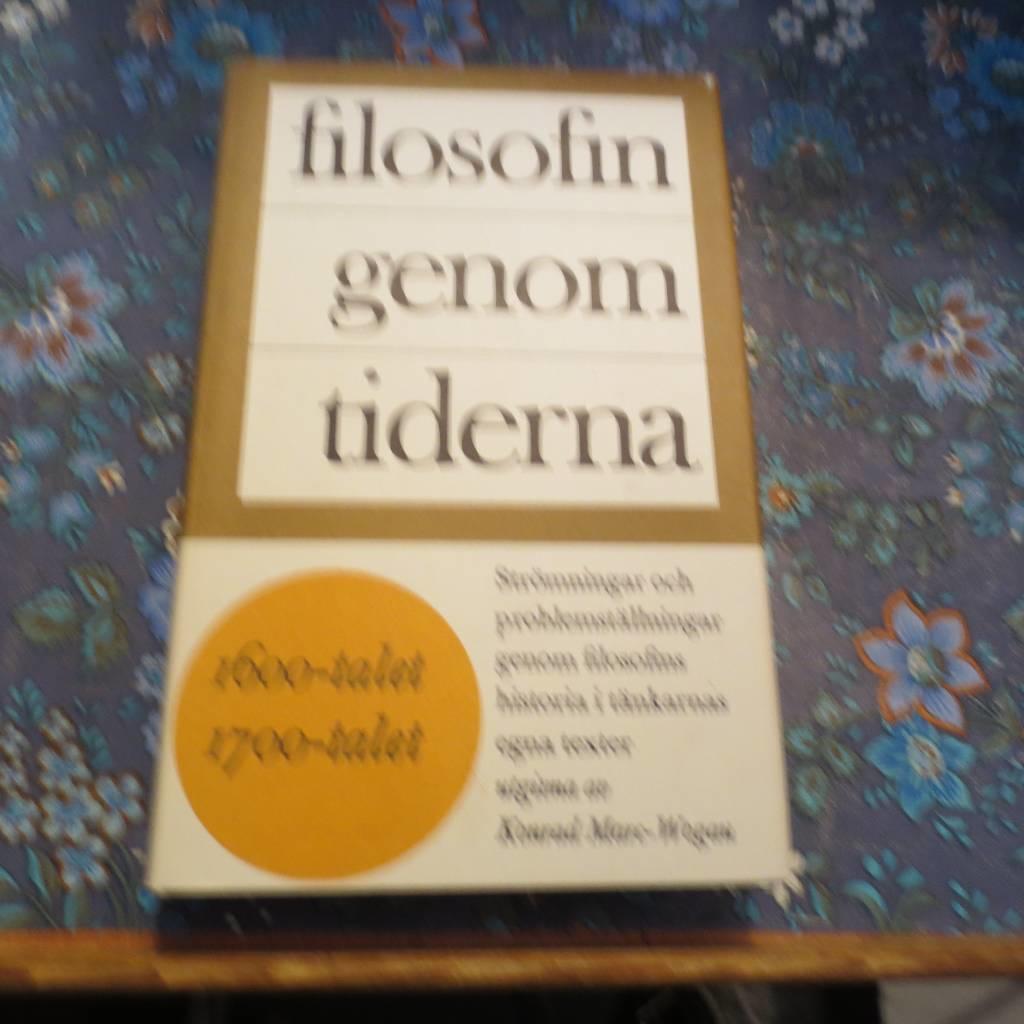 filosofin
genom
tiderna
1600-talet
1700-talet
Strömningar och
problemställningar
genom filosofins
historia i tänkarnas
egna texter
utgivna av
Konrad Marc-Wogau